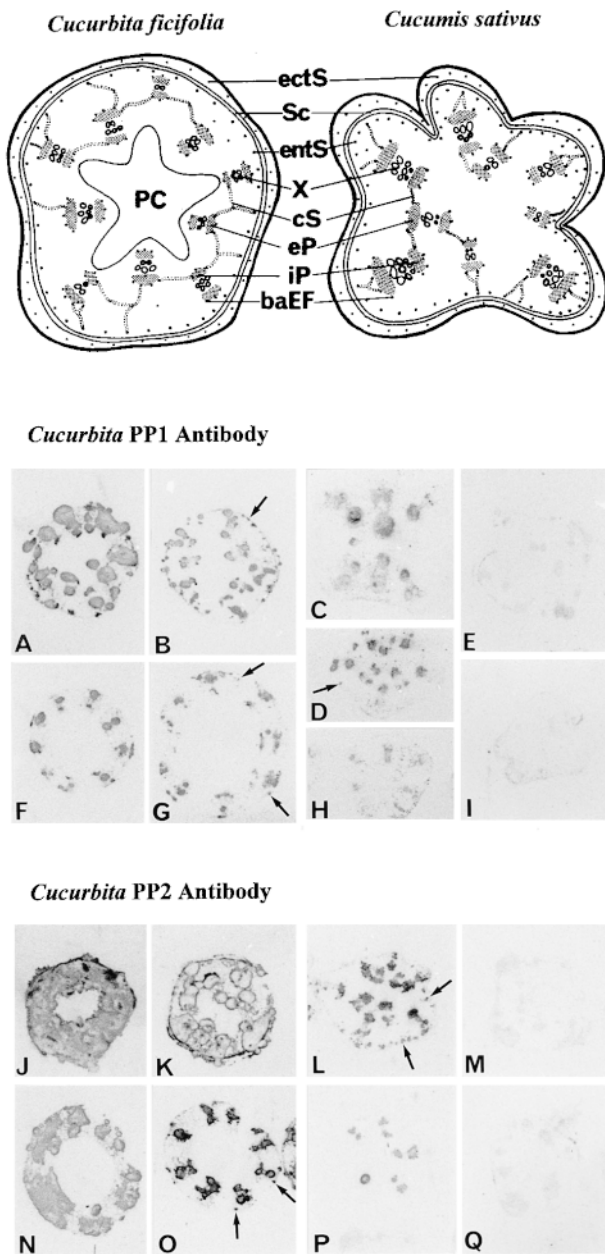 Cucurbita ficifolia
Cucumis sativus
ectS
Sc
entS
X
cS
eP
iP
baEF
PC
Cucurbita PP1 Antibody
A
B
C
D
E
F
G
H
I
Cucurbita PP2 Antibody
J
K
L
M
N
O
P
Q